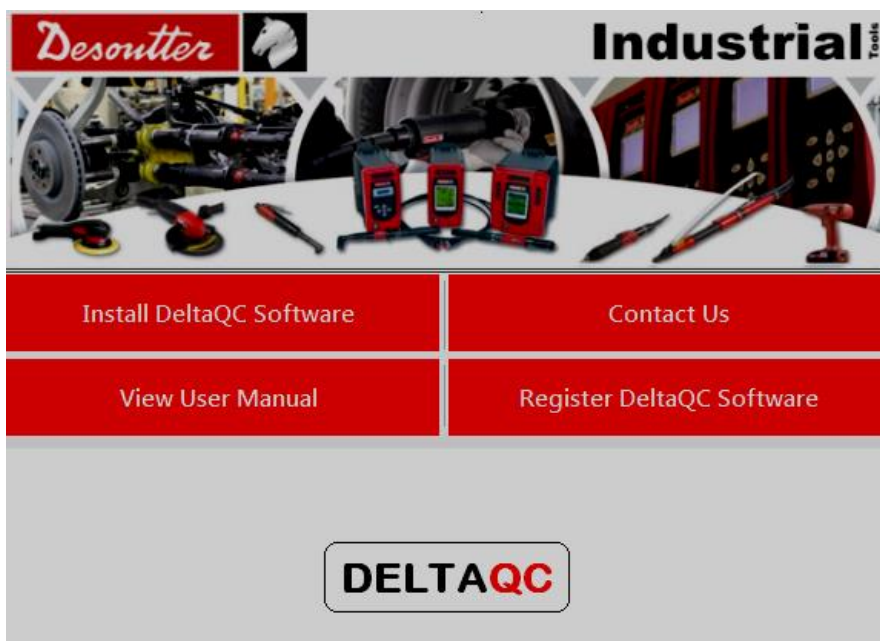 Desoutter
Industrial Tools
Install DeltaQC Software
Contact Us
View User Manual
Register DeltaQC Software
DELTAQC